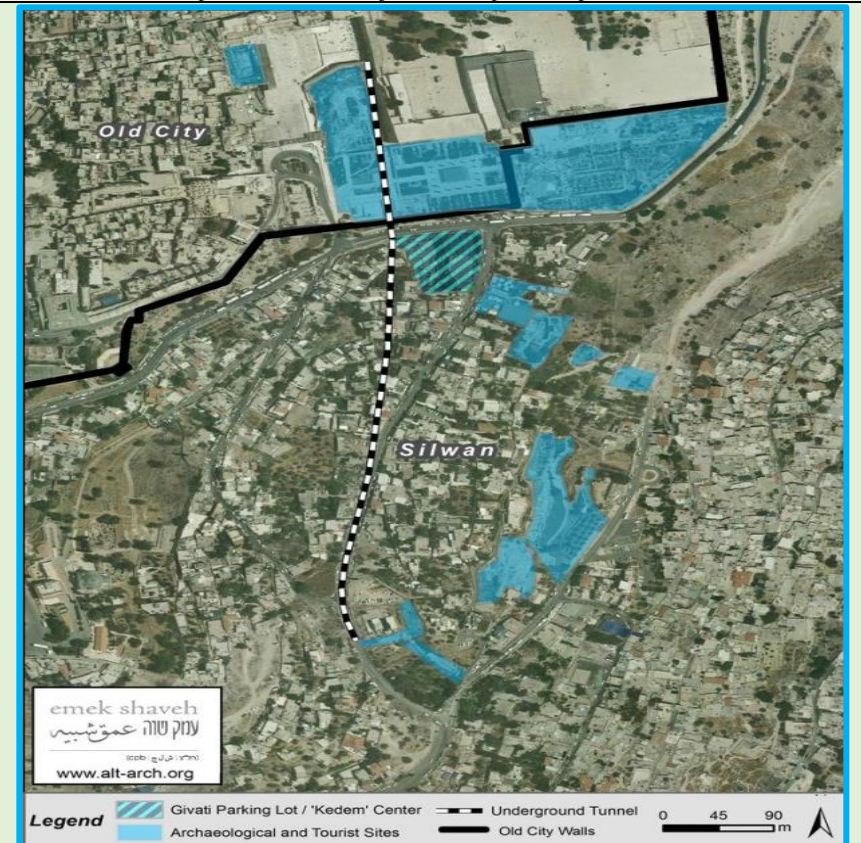 Old City
Silwan
emek shaveh
עמק שוה عمق شبيه
www.alt-arch.org
Legend
Givati Parking Lot / 'Kedem' Center
Underground Tunnel
Archaeological and Tourist Sites
Old City Walls
0 45 90
m